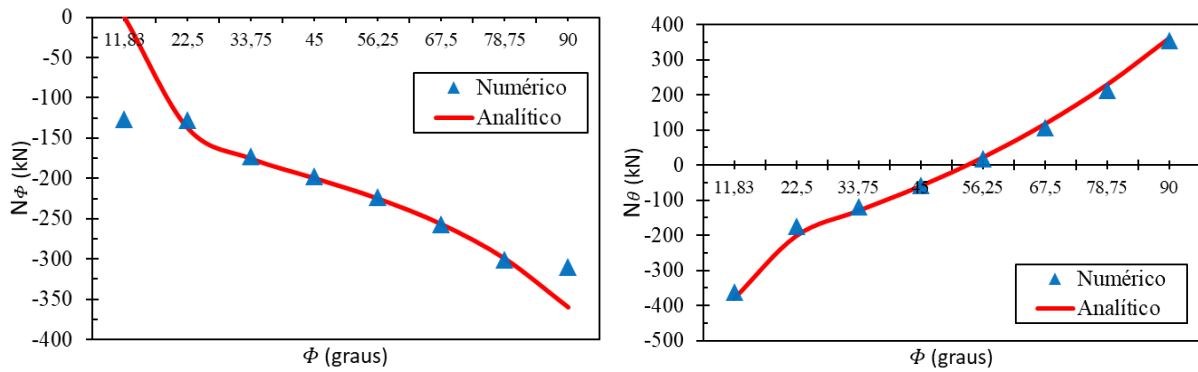 0
-50
-100
-150
-200
-250
-300
-350
-400
11,83 22,5 33,75 45 56,25 67,5 78,75 90
Numérico
Analítico
NΦ (kN)
Φ (graus)
400
300
200
100
0
-100
-200
-300
-400
-500
11,83 22,5 33,75 45 56,25 67,5 78,75 90
Numérico
Analítico
Nθ (kN)
Φ (graus)